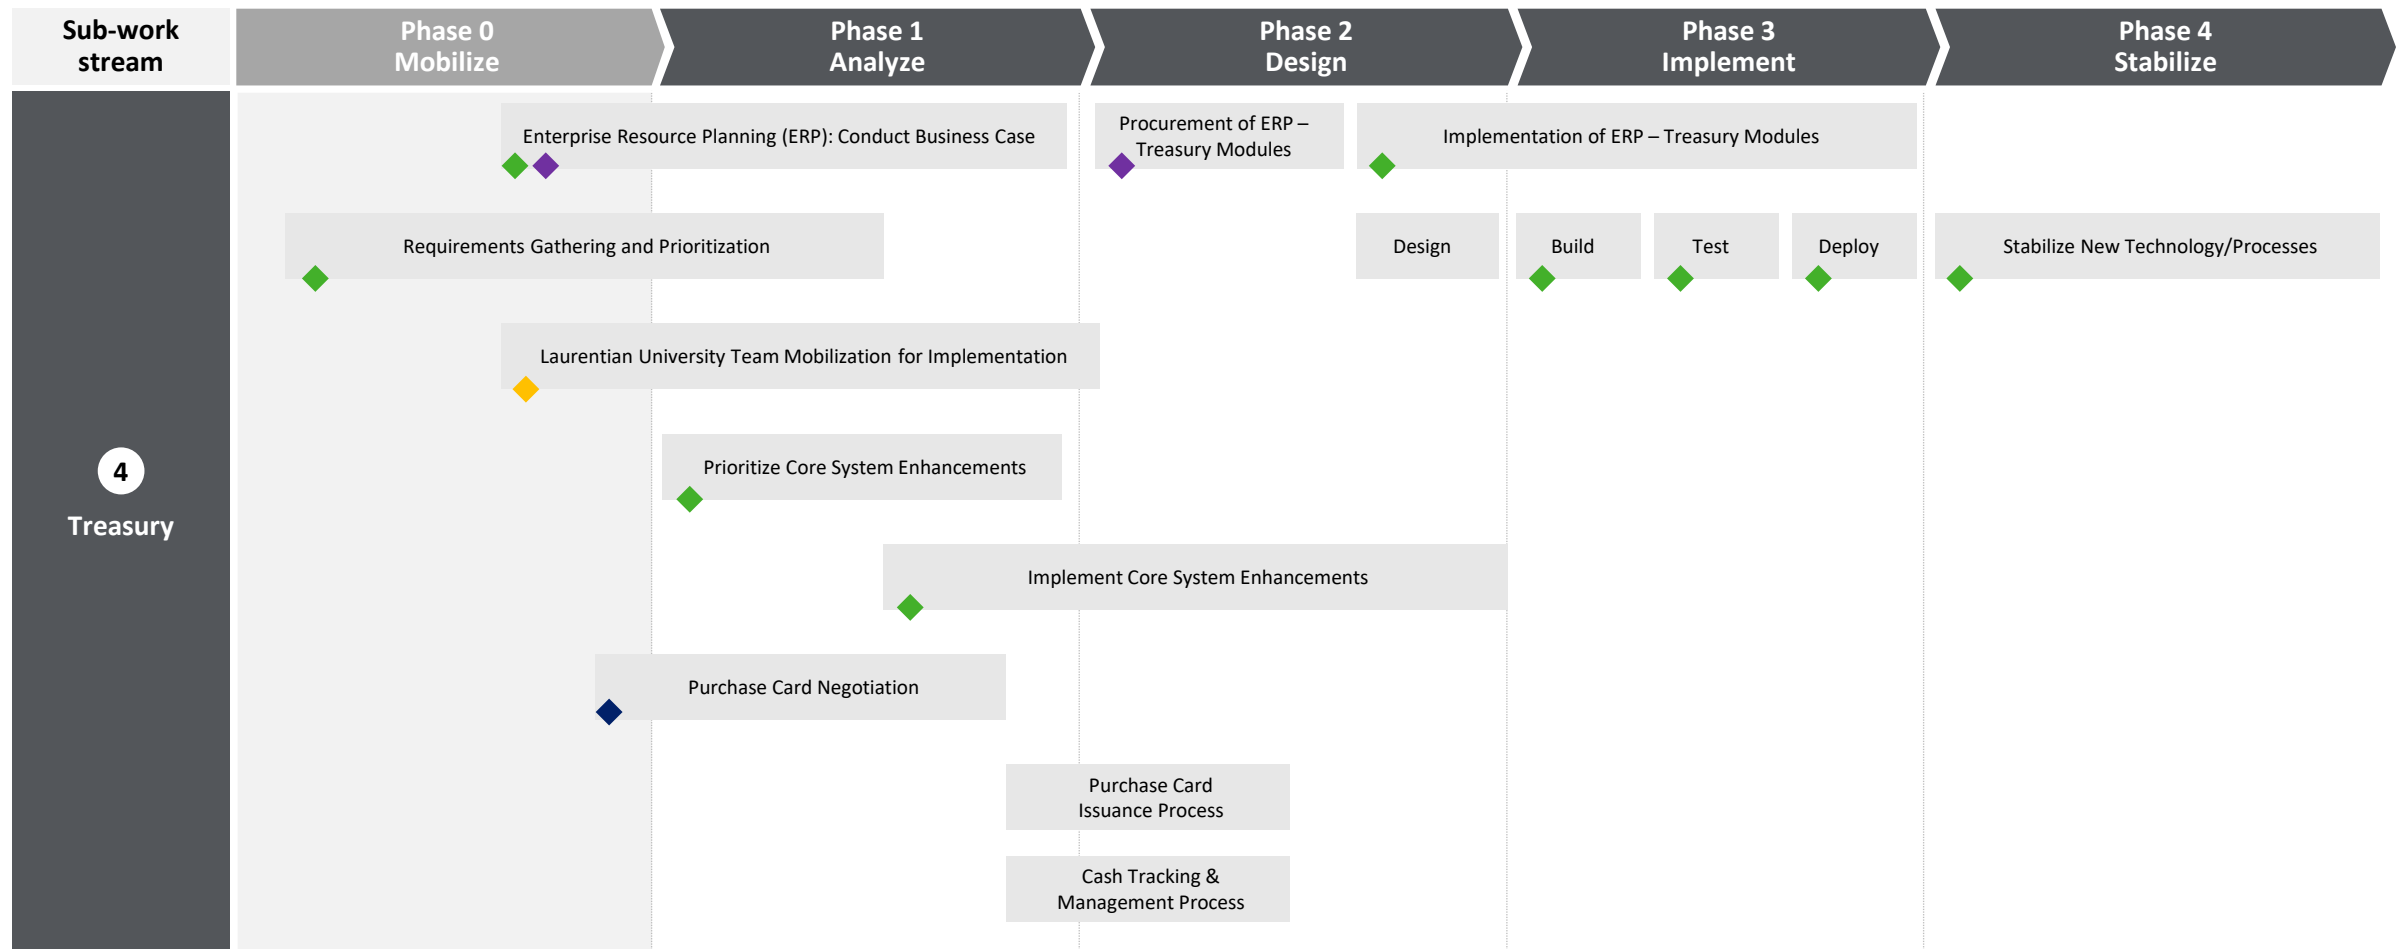 Sub-work
stream
Phase 0
Mobilize
Phase 1
Analyze
Phase 2
Design
Phase 3
Implement
Phase 4
Stabilize
4
Treasury
Enterprise Resource Planning (ERP): Conduct Business Case
Procurement of ERP –
Treasury Modules
Implementation of ERP – Treasury Modules
Requirements Gathering and Prioritization
Design
Build
Test
Deploy
Stabilize New Technology/Processes
Laurentian University Team Mobilization for Implementation
Prioritize Core System Enhancements
Implement Core System Enhancements
Purchase Card Negotiation
Purchase Card
Issuance Process
Cash Tracking &
Management Process